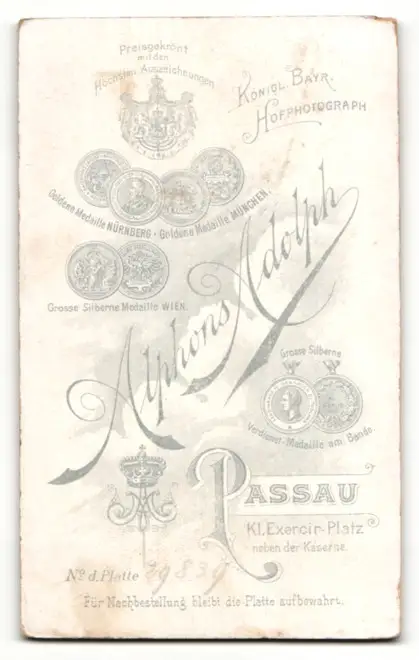 Preisgekrönt
mit den
Höchsten Auszeichnungen
Königl. Bayr.
Hofphotograph
Goldene Medaille NÜRNBERG • Goldene Medaille MÜNCHEN.
Grosse Silberne Medaille WIEN.
Alphons Adolph
Grosse Silberne
Verdienst-Medaille am Bande
PASSAU
Kl. Exercir-Platz
neben der Kaserne.
No. d. Platte 39839
Für Nachbestellung bleibt die Platte aufbewahrt.